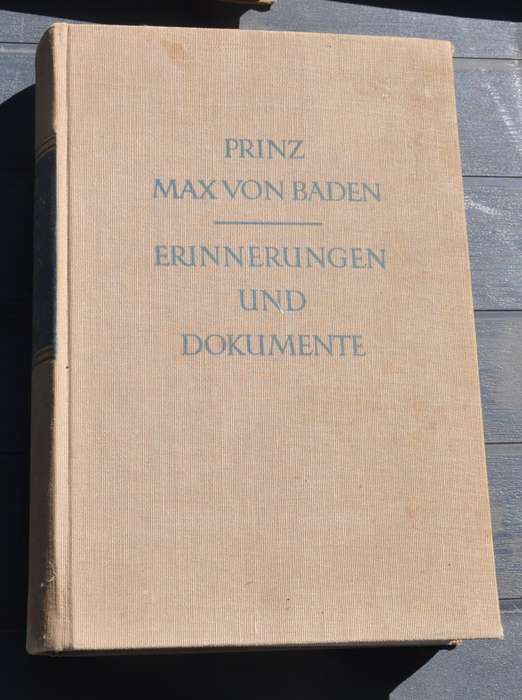 PRINZ
MAX VON BADEN
ERINNERUNGEN
UND
DOKUMENTE